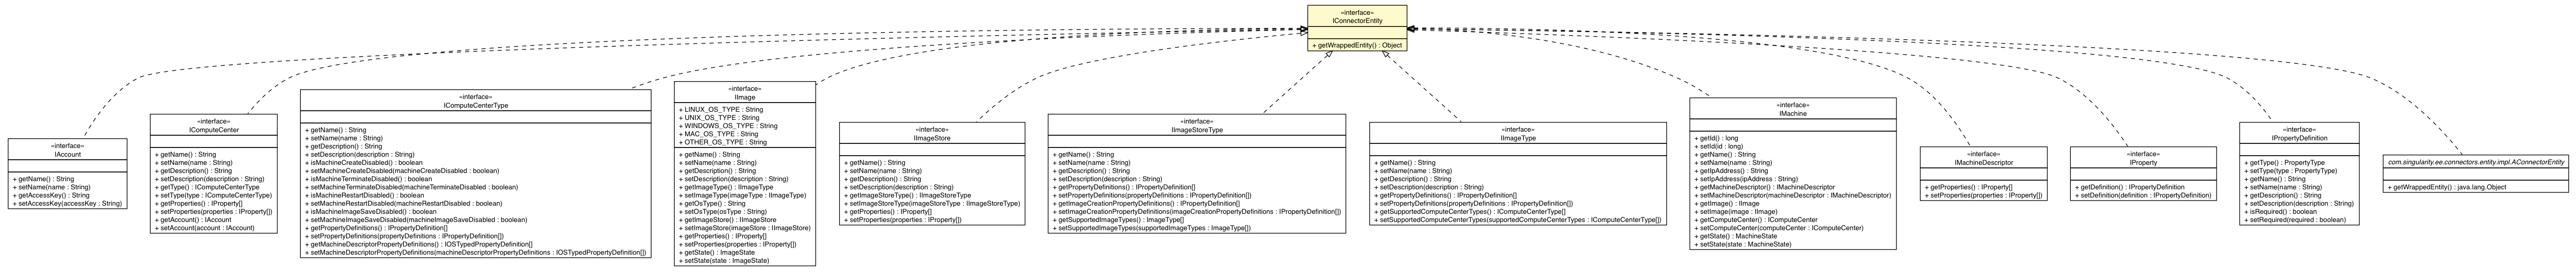 «interface»
IConnectorEntity
+ getWrappedEntity() : Object
«interface»
IAccount
+ getName() : String
+ setName(name : String)
+ getAccessKey() : String
+ setAccessKey(accessKey : String)
«interface»
IComputeCenter
+ getName() : String
+ setName(name : String)
+ getDescription() : String
+ setDescription(description : String)
+ getType() : IComputeCenterType
+ setType(type : IComputeCenterType)
+ getProperties() : IProperty[]
+ setProperties(properties : IProperty[])
+ getAccount() : IAccount
+ setAccount(account : IAccount)
«interface»
IComputeCenterType
+ getName() : String
+ setName(name : String)
+ getDescription() : String
+ setDescription(description : String)
+ isMachineCreateDisabled() : boolean
+ setMachineCreateDisabled(machineCreateDisabled : boolean)
+ isMachineTerminateDisabled() : boolean
+ setMachineTerminateDisabled(machineTerminateDisabled : boolean)
+ isMachineRestartDisabled() : boolean
+ setMachineRestartDisabled(machineRestartDisabled : boolean)
+ isMachineImageSaveDisabled() : boolean
+ setMachineImageSaveDisabled(machineImageSaveDisabled : boolean)
+ getPropertyDefinitions() : IPropertyDefinition[]
+ setPropertyDefinitions(propertyDefinitions : IPropertyDefinition[])
+ getMachineDescriptorPropertyDefinitions() : IOSTypedPropertyDefinition[]
+ setMachineDescriptorPropertyDefinitions(machineDescriptorPropertyDefinitions : IOSTypedPropertyDefinition[])
«interface»
IImage
+ LINUX_OS_TYPE : String
+ UNIX_OS_TYPE : String
+ WINDOWS_OS_TYPE : String
+ MAC_OS_TYPE : String
+ OTHER_OS_TYPE : String
+ getName() : String
+ setName(name : String)
+ getDescription() : String
+ setDescription(description : String)
+ getImageType() : IImageType
+ setImageType(imageType : IImageType)
+ getOsType() : String
+ setOsType(osType : String)
+ getImageStore() : IImageStore
+ setImageStore(imageStore : IImageStore)
+ getProperties() : IProperty[]
+ setProperties(properties : IProperty[])
+ getState() : ImageState
+ setState(state : ImageState)
«interface»
IImageStore
+ getName() : String
+ setName(name : String)
+ getDescription() : String
+ setDescription(description : String)
+ getImageStoreType() : IImageStoreType
+ setImageStoreType(imageStoreType : IImageStoreType)
+ getProperties() : IProperty[]
+ setProperties(properties : IProperty[])
«interface»
IImageStoreType
+ getName() : String
+ setName(name : String)
+ getDescription() : String
+ setDescription(description : String)
+ getPropertyDefinitions() : IPropertyDefinition[]
+ setPropertyDefinitions(propertyDefinitions : IPropertyDefinition[])
+ getImageCreationPropertyDefinitions() : IPropertyDefinition[]
+ setImageCreationPropertyDefinitions(imageCreationPropertyDefinitions : IPropertyDefinition[])
+ getSupportedImageTypes() : ImageType[]
+ setSupportedImageTypes(supportedImageTypes : ImageType[])
«interface»
IImageType
+ getName() : String
+ setName(name : String)
+ getDescription() : String
+ setDescription(description : String)
+ getPropertyDefinitions() : IPropertyDefinition[]
+ setPropertyDefinitions(propertyDefinitions : IPropertyDefinition[])
+ getSupportedComputeCenterTypes() : IComputeCenterType[]
+ setSupportedComputeCenterTypes(supportedComputeCenterTypes : IComputeCenterType[])
«interface»
IMachine
+ getId() : long
+ setId(id : long)
+ getName() : String
+ setName(name : String)
+ getIpAddress() : String
+ setIpAddress(ipAddress : String)
+ getMachineDescriptor() : IMachineDescriptor
+ setMachineDescriptor(machineDescriptor : IMachineDescriptor)
+ getImage() : IImage
+ setImage(image : IImage)
+ getComputeCenter() : IComputeCenter
+ setComputeCenter(computeCenter : IComputeCenter)
+ getState() : MachineState
+ setState(state : MachineState)
«interface»
IMachineDescriptor
+ getProperties() : IProperty[]
+ setProperties(properties : IProperty[])
«interface»
IProperty
+ getDefinition() : IPropertyDefinition
+ setDefinition(definition : IPropertyDefinition)
«interface»
IPropertyDefinition
+ getType() : PropertyType
+ setType(type : PropertyType)
+ getName() : String
+ setName(name : String)
+ getDescription() : String
+ setDescription(description : String)
+ isRequired() : boolean
+ setRequired(required : boolean)
com.singularity.ee.connectors.entity.impl.AConnectorEntity
+ getWrappedEntity() : java.lang.Object